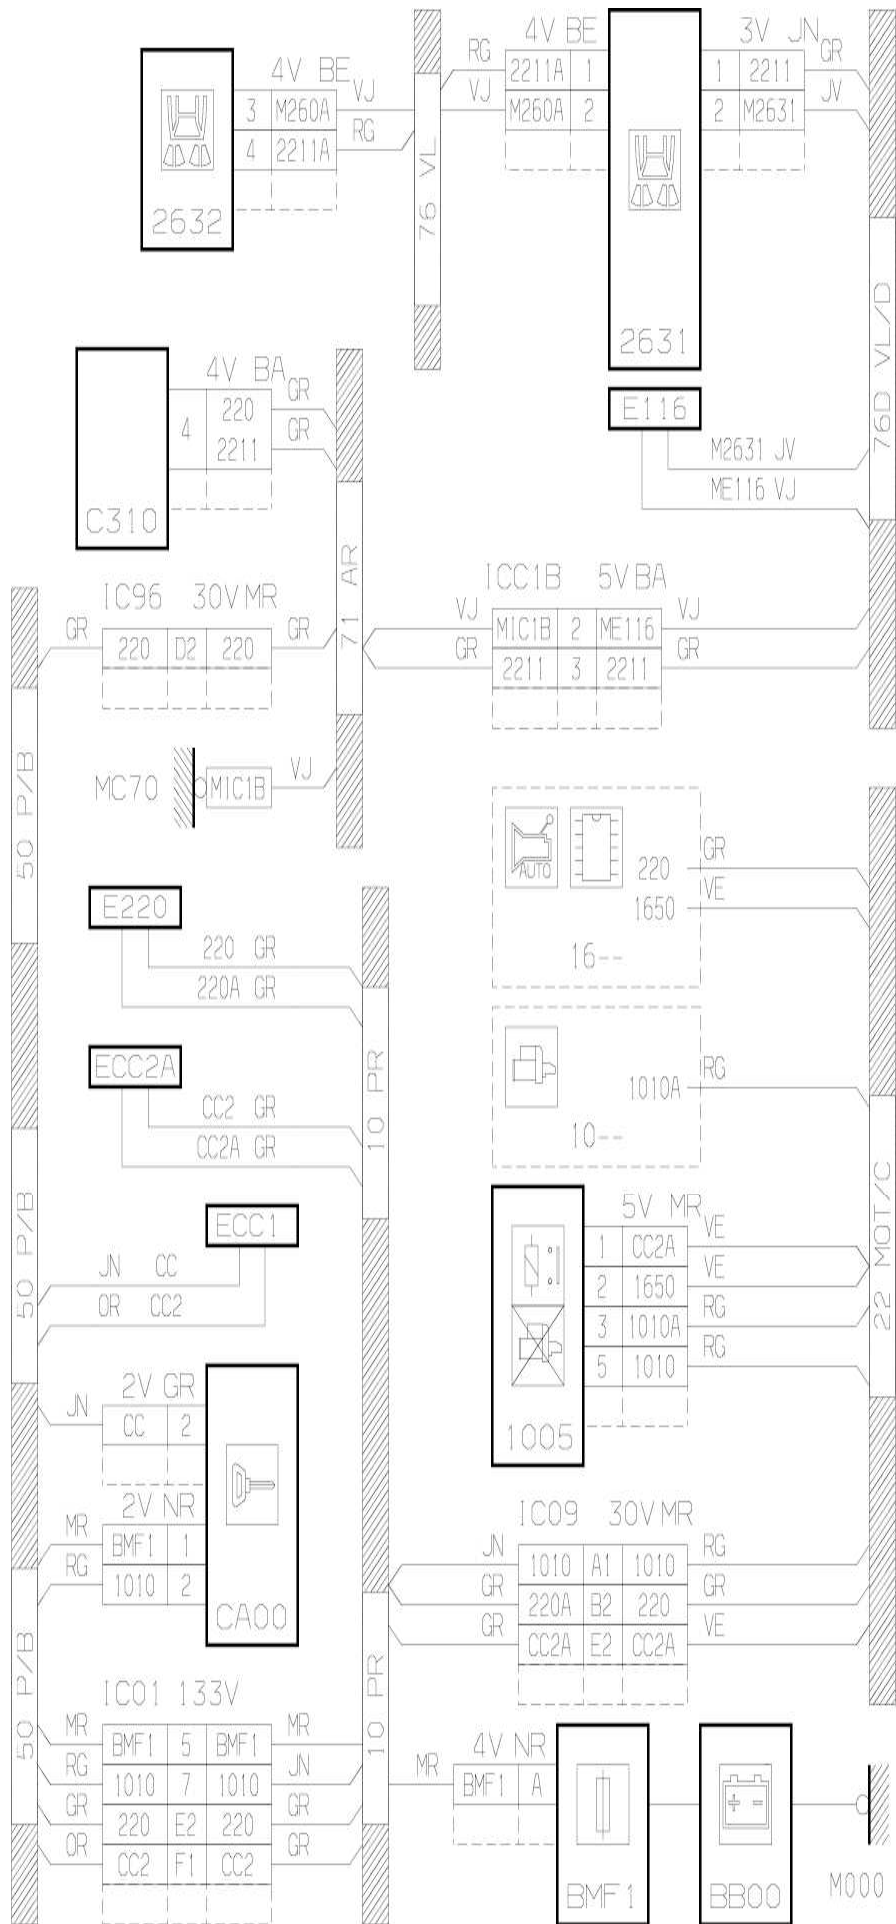 4V BE
3 M260A VJ
4 2211A RG
2632
76 VL
4V BE
RG 2211A 1
VJ M260A 2
3V JN
1 2211 GR
2 M2631 JV
2631
76D VL/D
E116
M2631 JV
ME116 VJ
4V BA
4 220 GR
2211 GR
C310
71 AR
IC96 30V MR
GR 220 D2 220 GR
ICC1B 5V BA
VJ MIC1B 2 ME116 VJ
GR 2211 3 2211 GR
MC70 MIC1B VJ
50 P/B
E220
220 GR
220A GR
ECC2A
CC2 GR
CC2A GR
10 PR
AUTO
220 GR
1650 VE
16--
1010A RG
10--
22 MOT/C
50 P/B
ECC1
JN CC
OR CC2
5V MR
1 CC2A VE
2 1650 VE
3 1010A RG
5 1010 RG
1005
2V GR
JN CC 2
2V NR
MR BMF1 1
RG 1010 2
CA00
IC09 30V MR
JN 1010 A1 1010 RG
GR 220A B2 220 GR
GR CC2A E2 CC2A VE
50 P/B
10 PR
IC01 133V
MR BMF1 5 BMF1 MR
RG 1010 7 1010 JN
GR 220 E2 220 GR
OR CC2 F1 CC2 GR
4V NR
MR BMF1 A
BMF1
+ -
BB00
M000